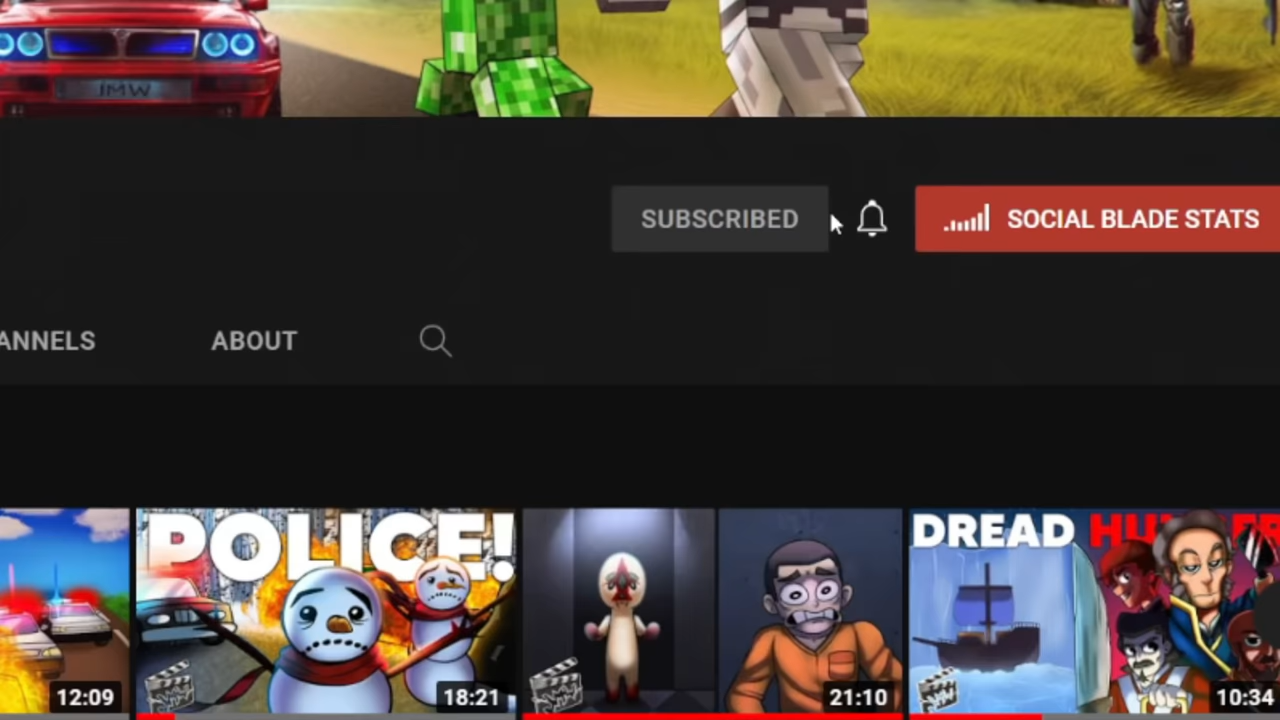 JMW
SUBSCRIBED
SOCIAL BLADE STATS
ANNELS
ABOUT
POLICE!
DREAD
12:09
18:21
21:10
10:34